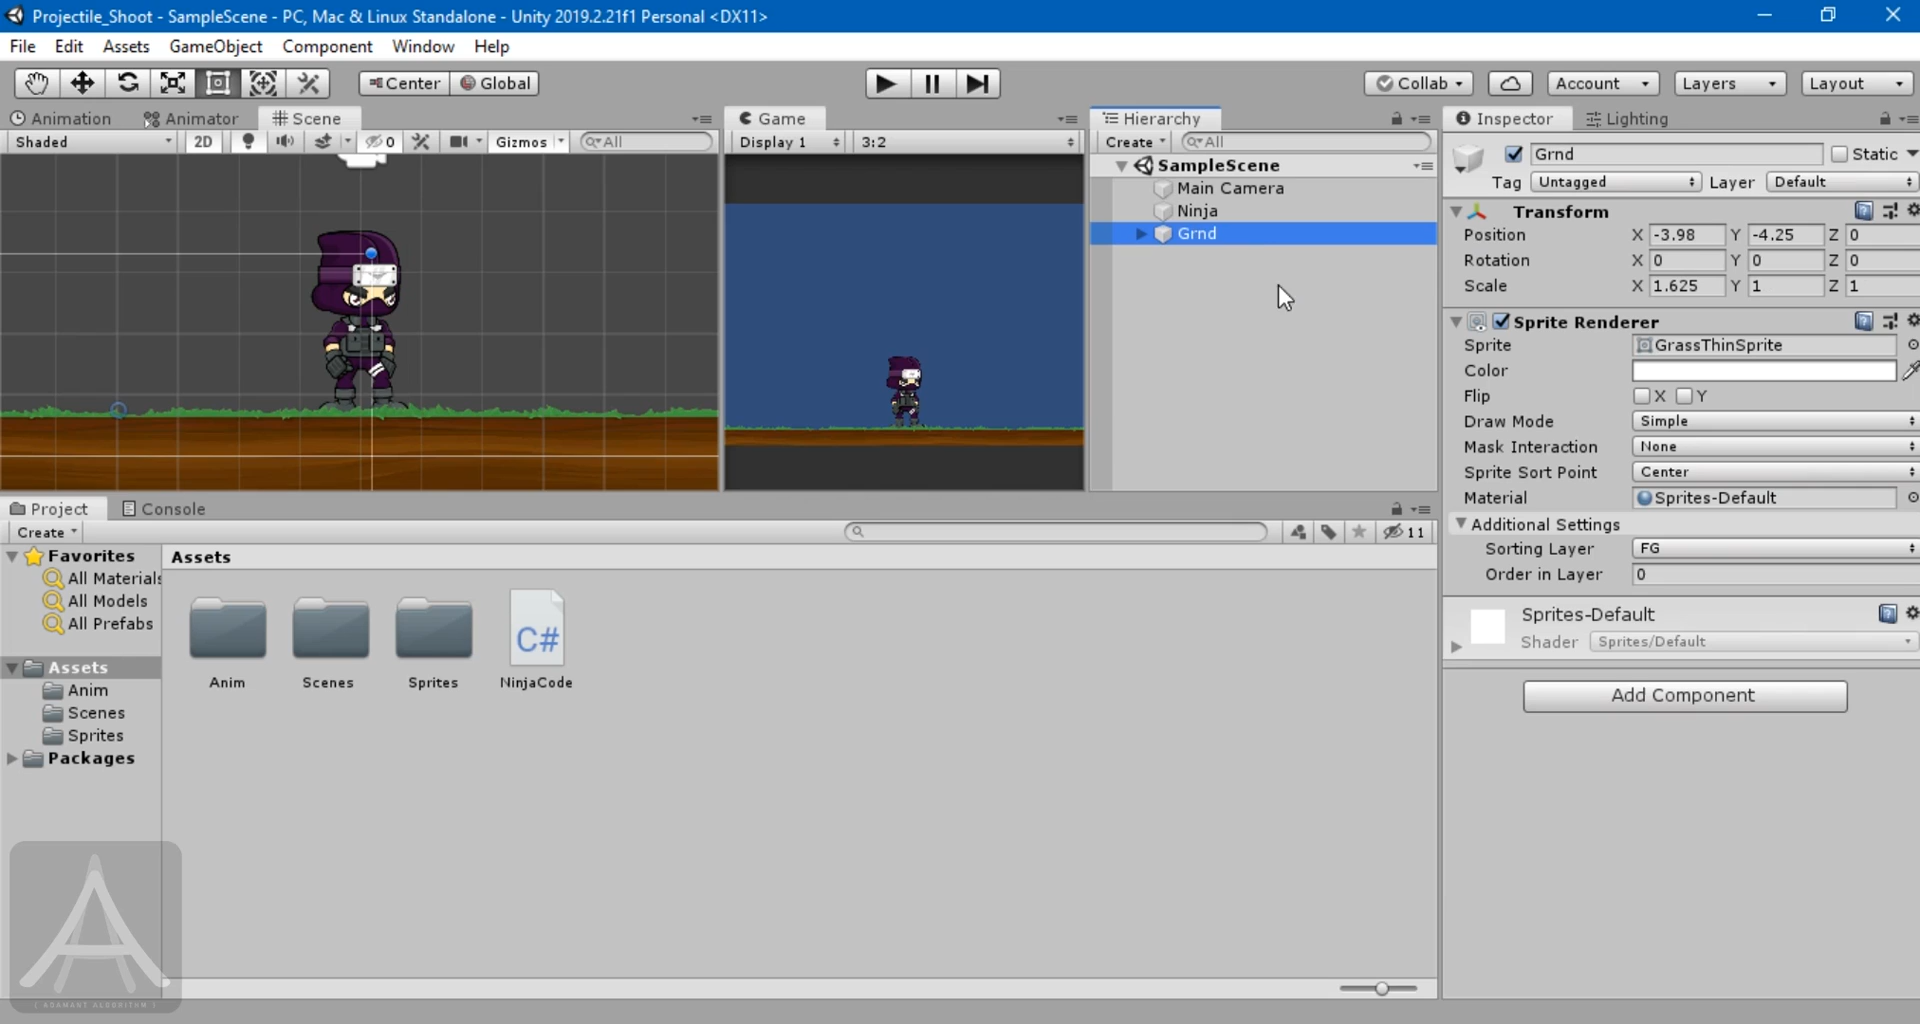 Projectile_Shoot - SampleScene - PC, Mac & Linux Standalone - Unity 2019.2.21f1 Personal <DX11>
File Edit Assets GameObject Component Window Help
Center Global Collab Account Layers Layout
Animation Animator Scene Game Hierarchy Inspector Lighting
Shaded 2D 0 Gizmos All Display 1 3:2 Create All
SampleScene
Main Camera
Ninja
Grnd
Grnd Static
Tag Untagged Layer Default
Transform
Position X -3.98 Y -4.25 Z 0
Rotation X 0 Y 0 Z 0
Scale X 1.625 Y 1 Z 1
Sprite Renderer
Sprite GrassThinSprite
Color
Flip X Y
Draw Mode Simple
Mask Interaction None
Sprite Sort Point Center
Material Sprites-Default
Additional Settings
Sorting Layer FG
Order in Layer 0
Sprites-Default
Shader Sprites/Default
Add Component
Project Console
Create 11
Favorites
All Materials
All Models
All Prefabs
Assets
Anim
Scenes
Sprites
Packages
Assets
Anim Scenes Sprites C# NinjaCode
( ADAMANT ALGORITHM )